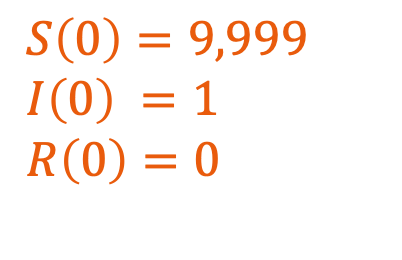 S(0) = 9,999
I(0) = 1
R(0) = 0